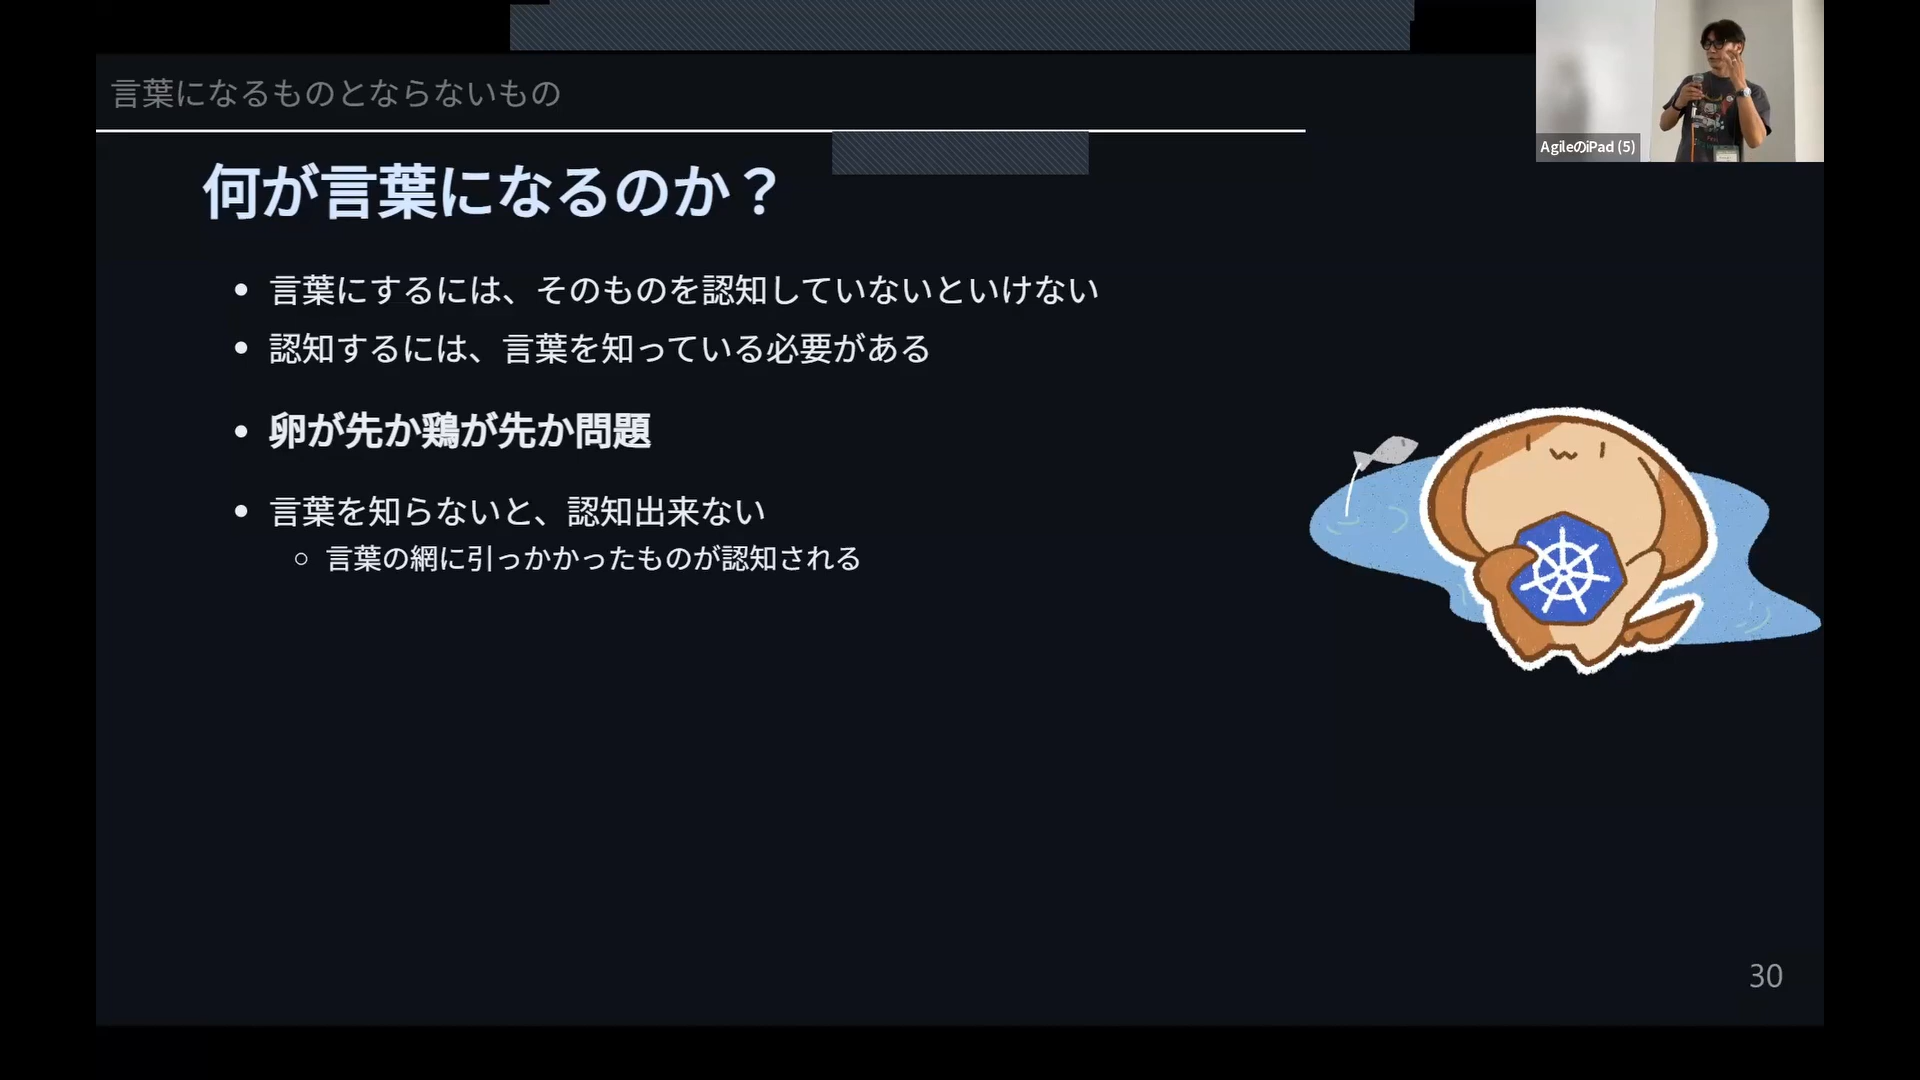 言葉になるものとならないもの
AgileのiPad (5)
何が言葉になるのか？
言葉にするには、そのものを認知していないといけない
認知するには、言葉を知っている必要がある
卵が先か鶏が先か問題
言葉を知らないと、認知出来ない
言葉の網に引っかかったものが認知される
30